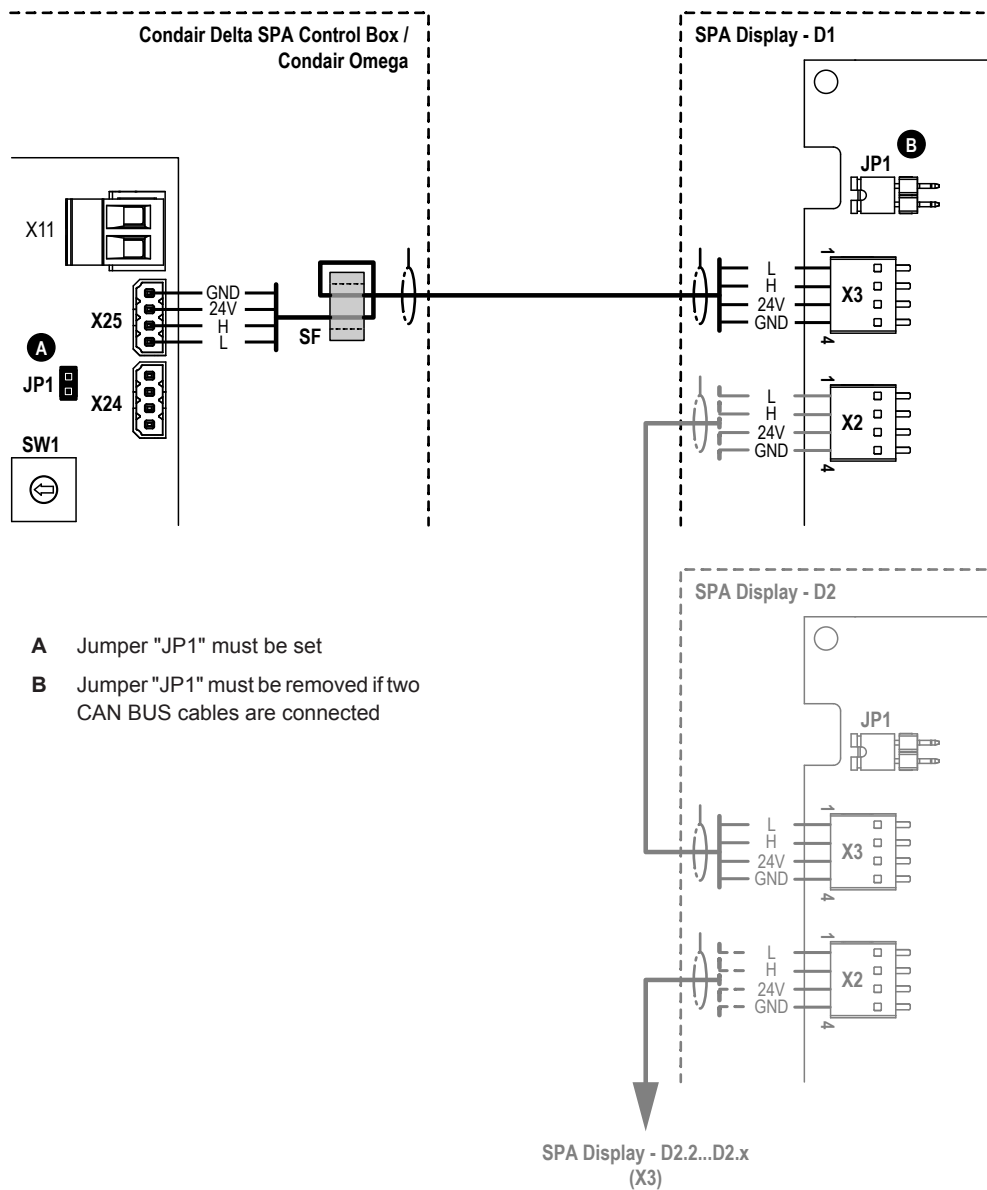 Condair Delta SPA Control Box /
Condair Omega
SPA Display - D1
B
JP1
X11
GND
24V
H
L
X25
SF
A
JP1
X24
SW1
1
L
H
24V
GND
X3
4
1
L
H
24V
GND
X2
4
SPA Display - D2
A Jumper "JP1" must be set
B Jumper "JP1" must be removed if two
CAN BUS cables are connected
JP1
1
L
H
24V
GND
X3
4
1
L
H
24V
GND
X2
4
SPA Display - D2.2...D2.x
(X3)